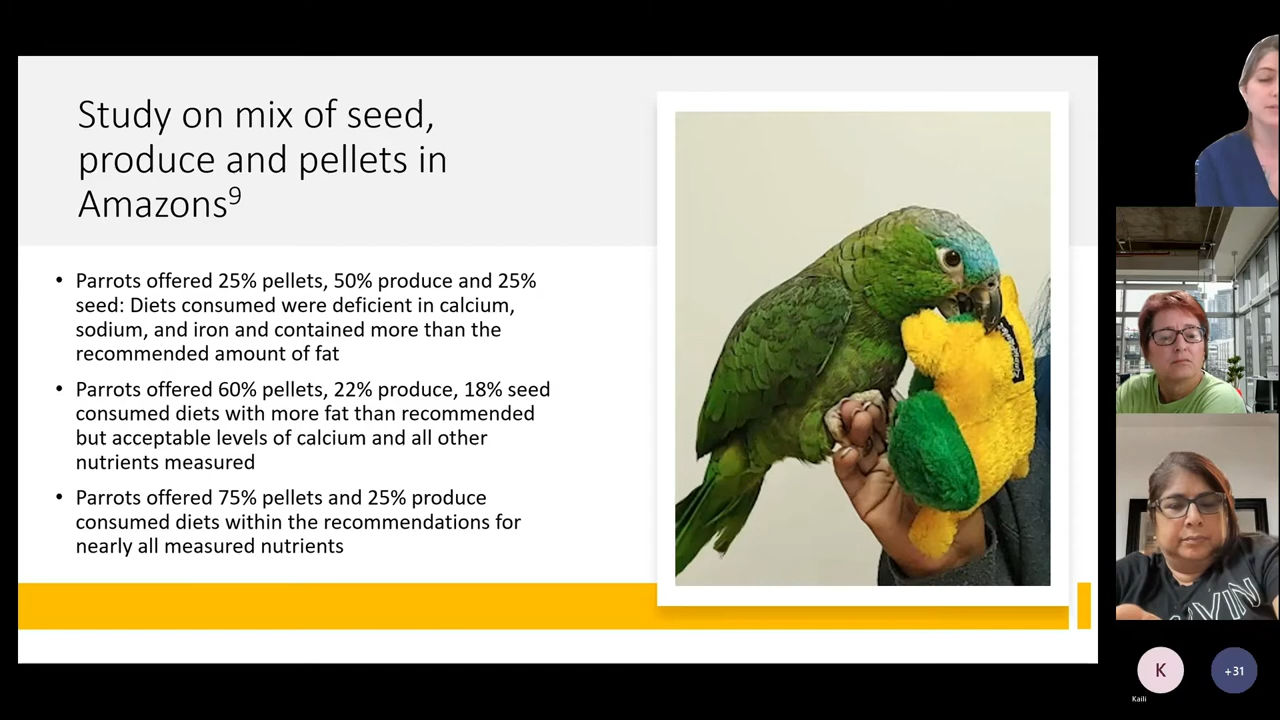 Study on mix of seed,
produce and pellets in
Amazons⁹
• Parrots offered 25% pellets, 50% produce and 25%
seed: Diets consumed were deficient in calcium,
sodium, and iron and contained more than the
recommended amount of fat
• Parrots offered 60% pellets, 22% produce, 18% seed
consumed diets with more fat than recommended
but acceptable levels of calcium and all other
nutrients measured
• Parrots offered 75% pellets and 25% produce
consumed diets within the recommendations for
nearly all measured nutrients
K
+31
Kaili